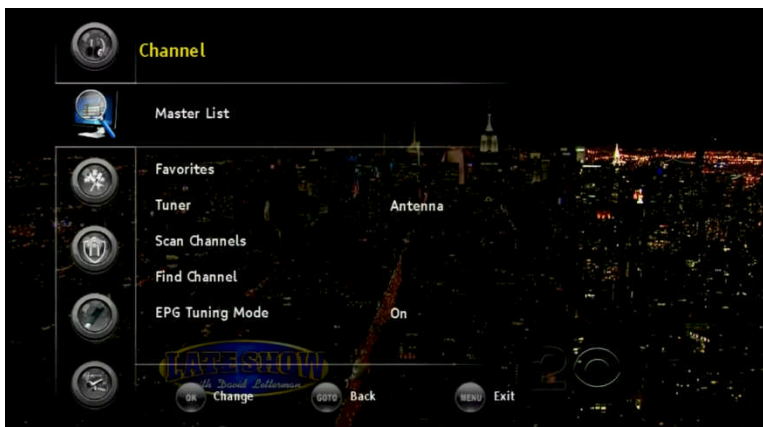 Channel
Master List
Favorites
Tuner Antenna
Scan Channels
Find Channel
EPG Tuning Mode On
LATE SHOW
with David Letterman
2
OK Change GOTO Back MENU Exit